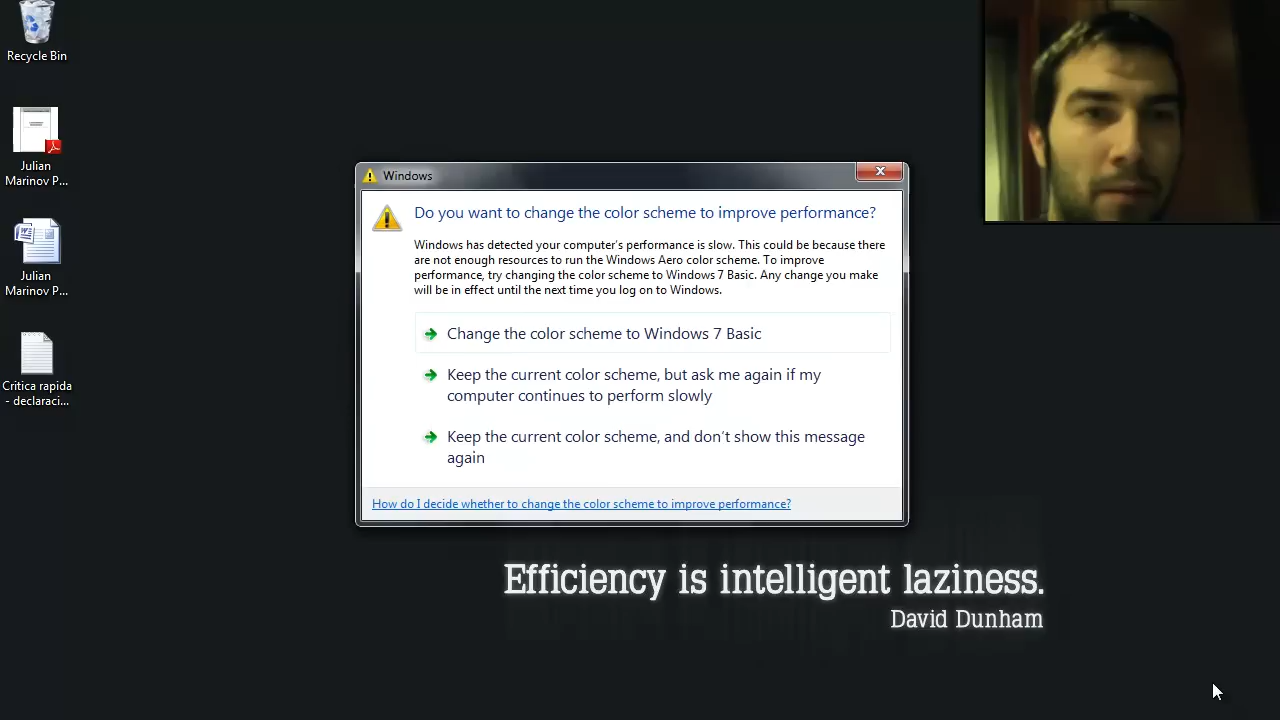 Recycle Bin
Julian
Marinov P...
Julian
Marinov P...
Critica rapida
- declaraci...
Windows
Do you want to change the color scheme to improve performance?
Windows has detected your computer's performance is slow. This could be because there
are not enough resources to run the Windows Aero color scheme. To improve
performance, try changing the color scheme to Windows 7 Basic. Any change you make
will be in effect until the next time you log on to Windows.
Change the color scheme to Windows 7 Basic
Keep the current color scheme, but ask me again if my
computer continues to perform slowly
Keep the current color scheme, and don't show this message
again
How do I decide whether to change the color scheme to improve performance?
Efficiency is intelligent laziness.
David Dunham